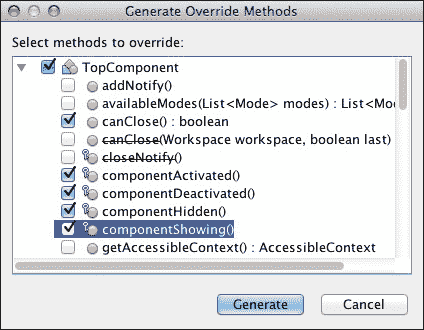 Generate Override Methods
Select methods to override:
TopComponent
addNotify()
availableModes(List<Mode> modes) : List<Mo
canClose() : boolean
canClose(Workspace workspace, boolean last)
closeNotify()
componentActivated()
componentDeactivated()
componentHidden()
componentShowing()
getAccessibleContext() : AccessibleContext
Generate
Cancel